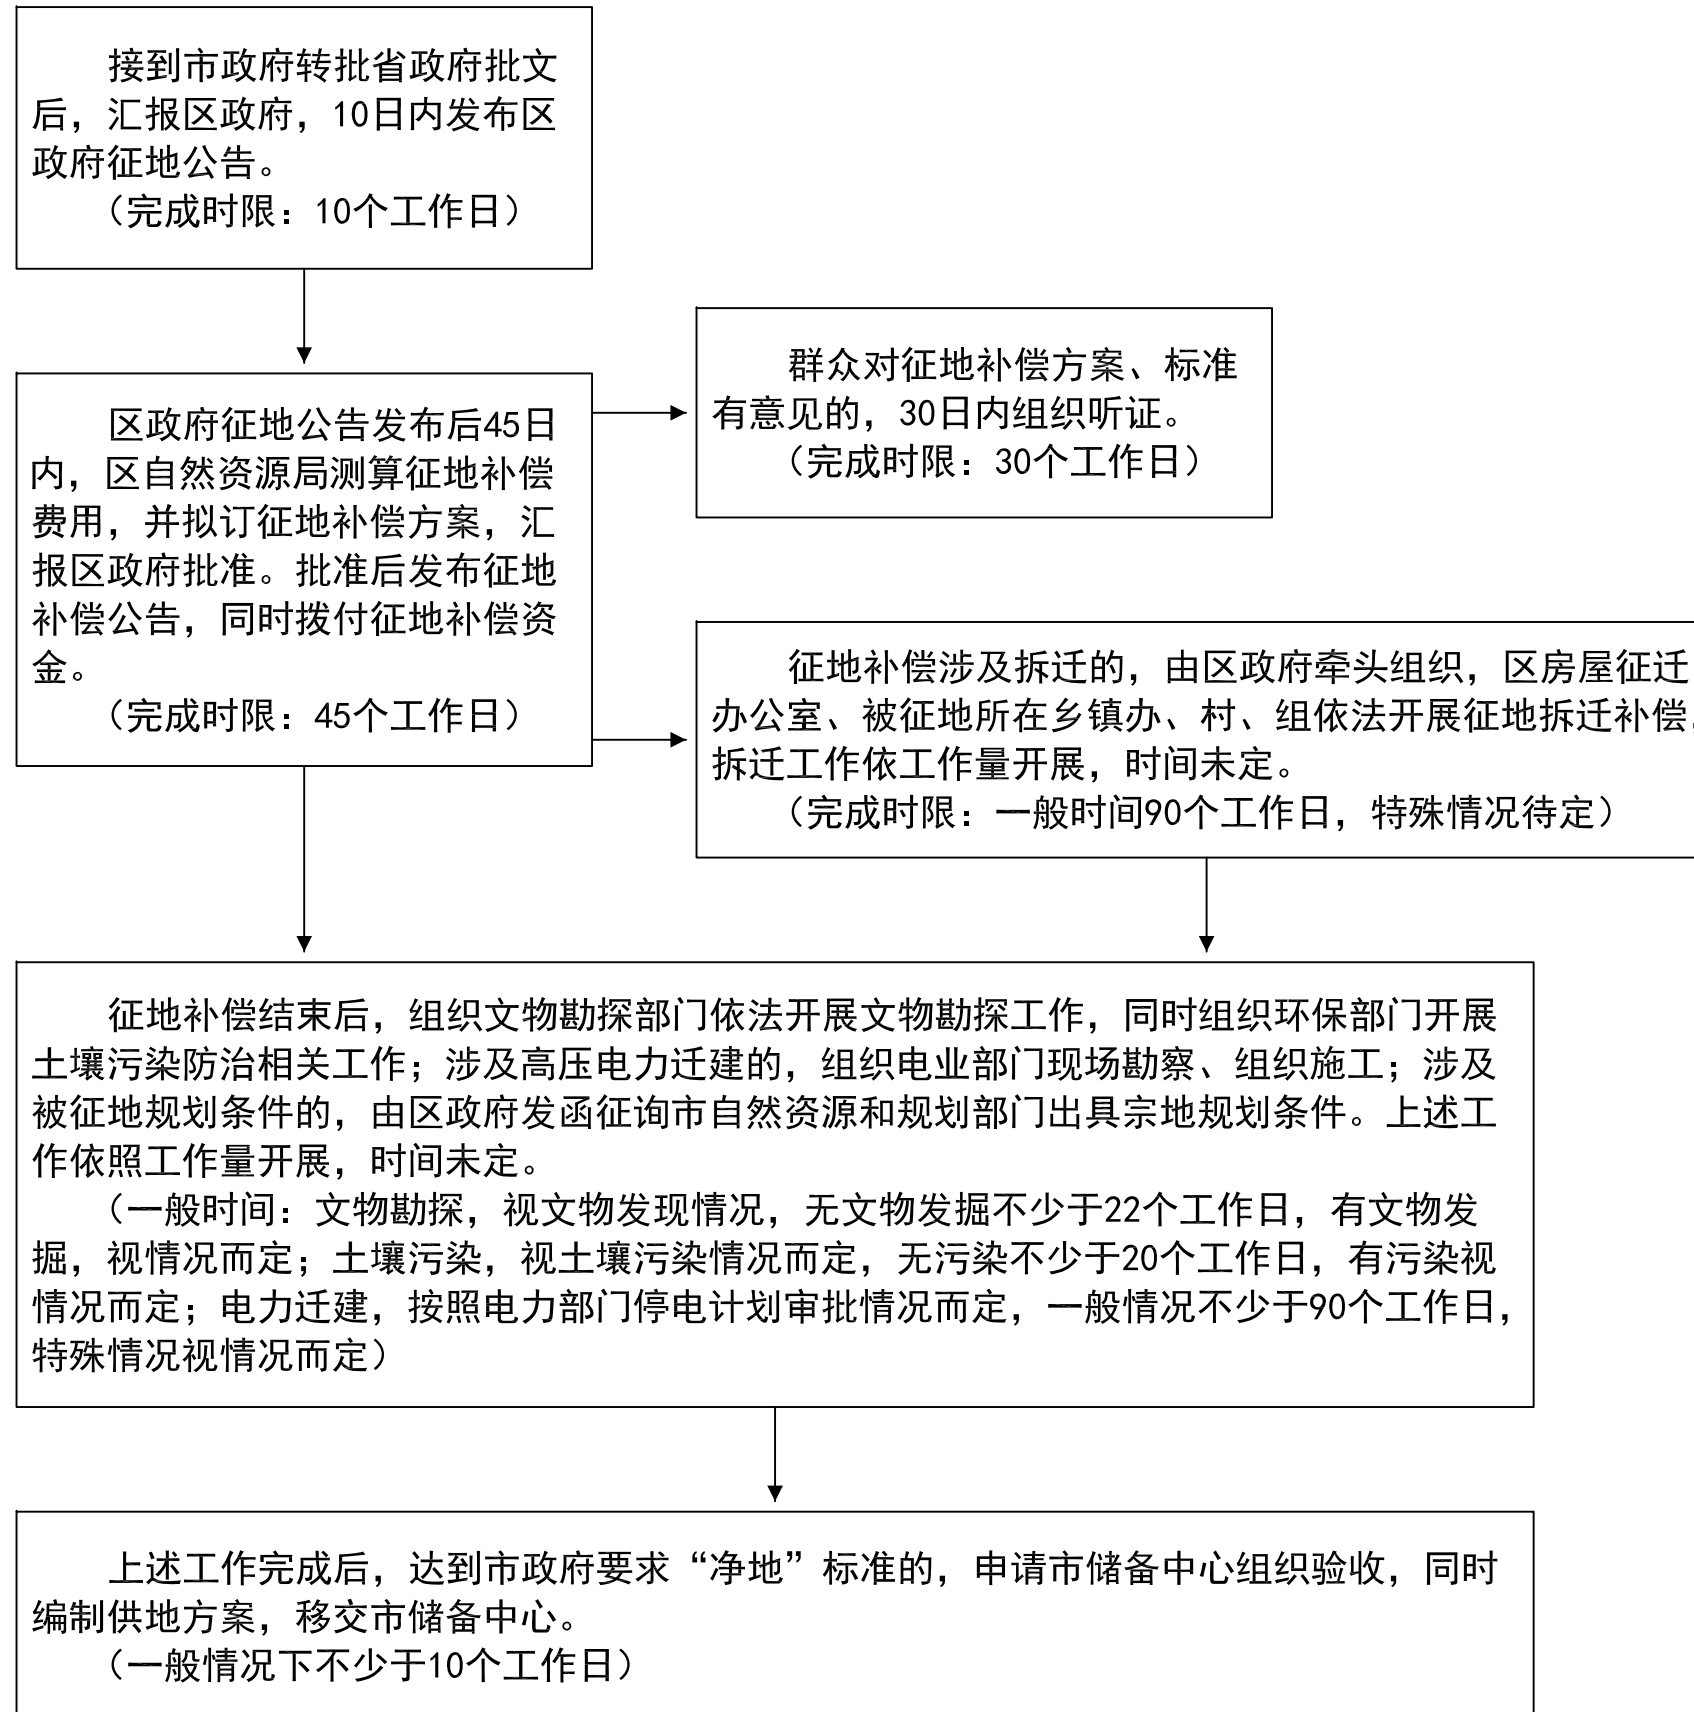 接到市政府转批省政府批文
后，汇报区政府，10日内发布区
政府征地公告。
（完成时限：10个工作日）
群众对征地补偿方案、标准
有意见的，30日内组织听证。
（完成时限：30个工作日）
区政府征地公告发布后45日
内，区自然资源局测算征地补偿
费用，并拟订征地补偿方案，汇
报区政府批准。批准后发布征地
补偿公告，同时拨付征地补偿资
金。
（完成时限：45个工作日）
征地补偿涉及拆迁的，由区政府牵头组织，区房屋征迁
办公室、被征地所在乡镇办、村、组依法开展征地拆迁补偿
拆迁工作依工作量开展，时间未定。
（完成时限：一般时间90个工作日，特殊情况待定）
征地补偿结束后，组织文物勘探部门依法开展文物勘探工作，同时组织环保部门开展
土壤污染防治相关工作；涉及高压电力迁建的，组织电业部门现场勘察、组织施工；涉及
被征地规划条件的，由区政府发函征询市自然资源和规划部门出具宗地规划条件。上述工
作依照工作量开展，时间未定。
（一般时间：文物勘探，视文物发现情况，无文物发掘不少于22个工作日，有文物发
掘，视情况而定；土壤污染，视土壤污染情况而定，无污染不少于20个工作日，有污染视
情况而定；电力迁建，按照电力部门停电计划审批情况而定，一般情况不少于90个工作日，
特殊情况视情况而定）
上述工作完成后，达到市政府要求“净地”标准的，申请市储备中心组织验收，同时
编制供地方案，移交市储备中心。
（一般情况下不少于10个工作日）